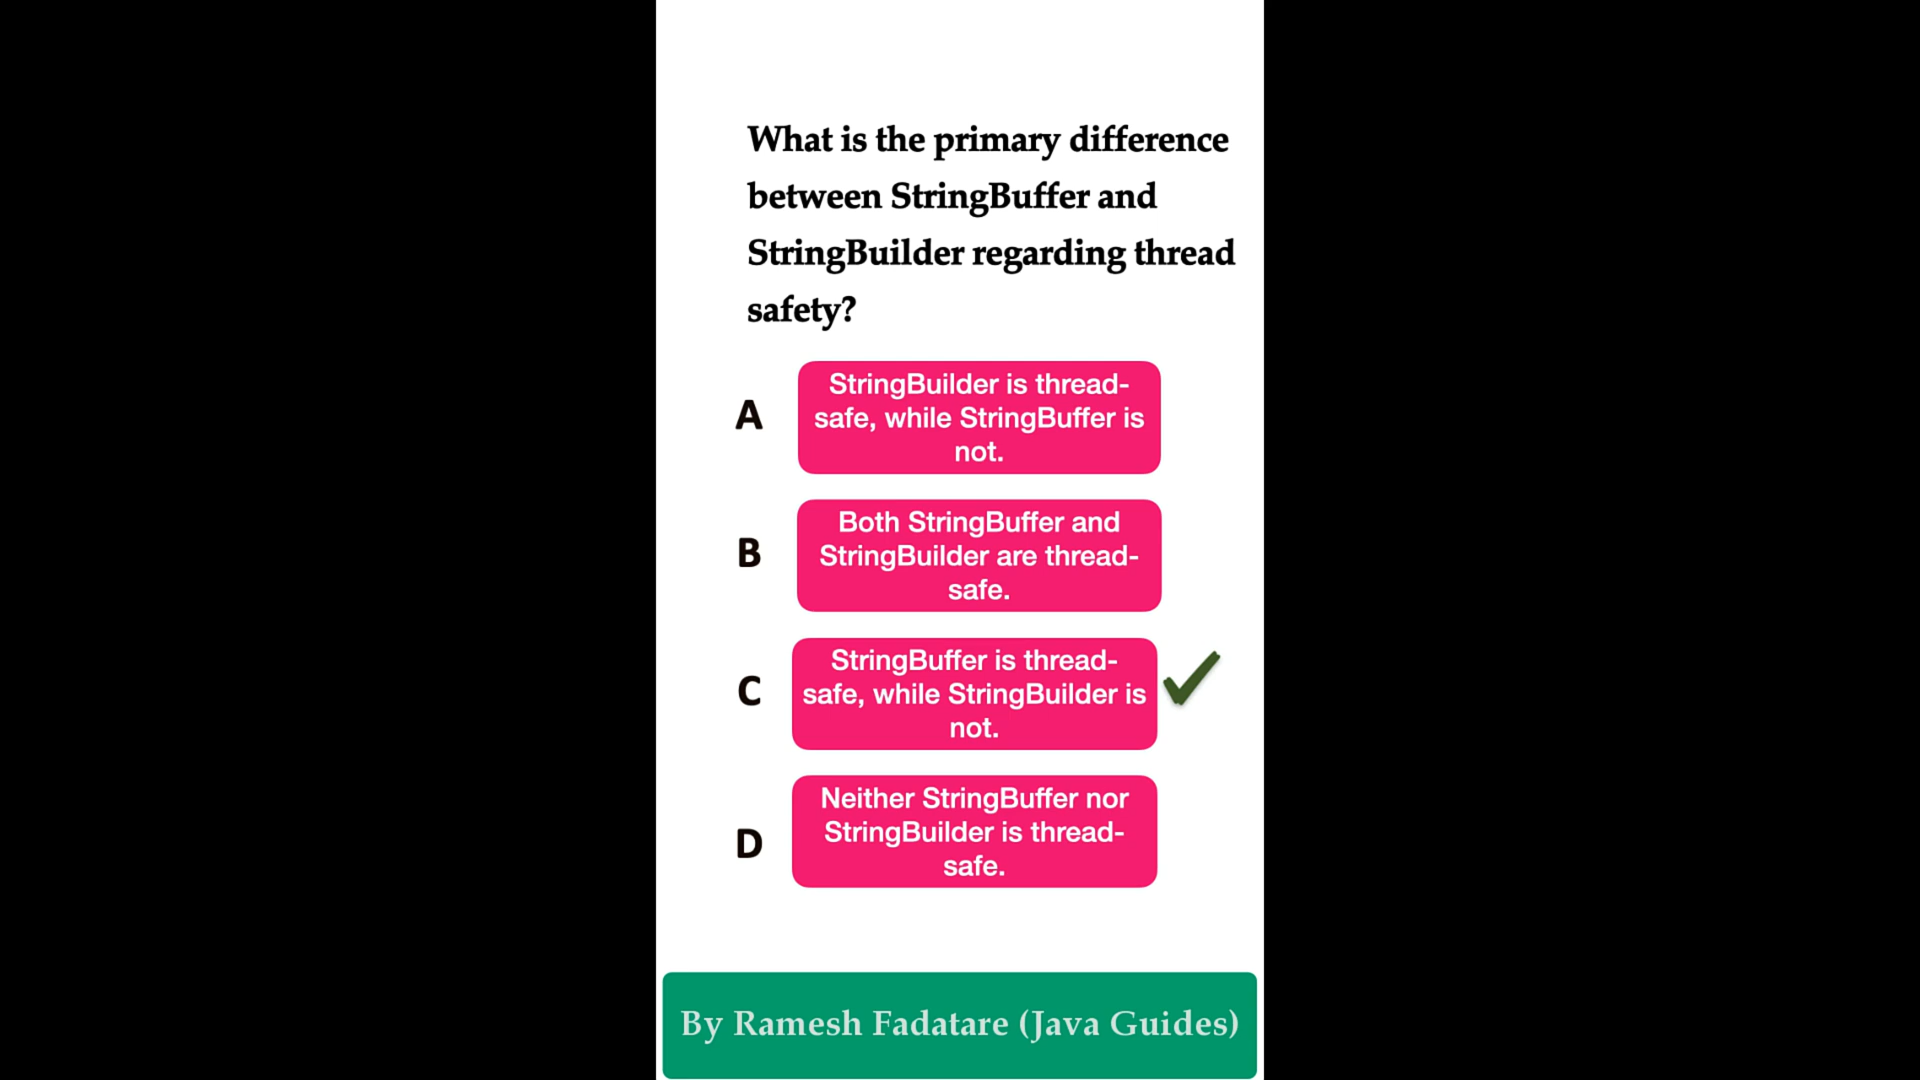 What is the primary difference
between StringBuffer and
StringBuilder regarding thread
safety?
A
StringBuilder is thread-
safe, while StringBuffer is
not.
B
Both StringBuffer and
StringBuilder are thread-
safe.
C
StringBuffer is thread-
safe, while StringBuilder is
not.
D
Neither StringBuffer nor
StringBuilder is thread-
safe.
By Ramesh Fadatare (Java Guides)